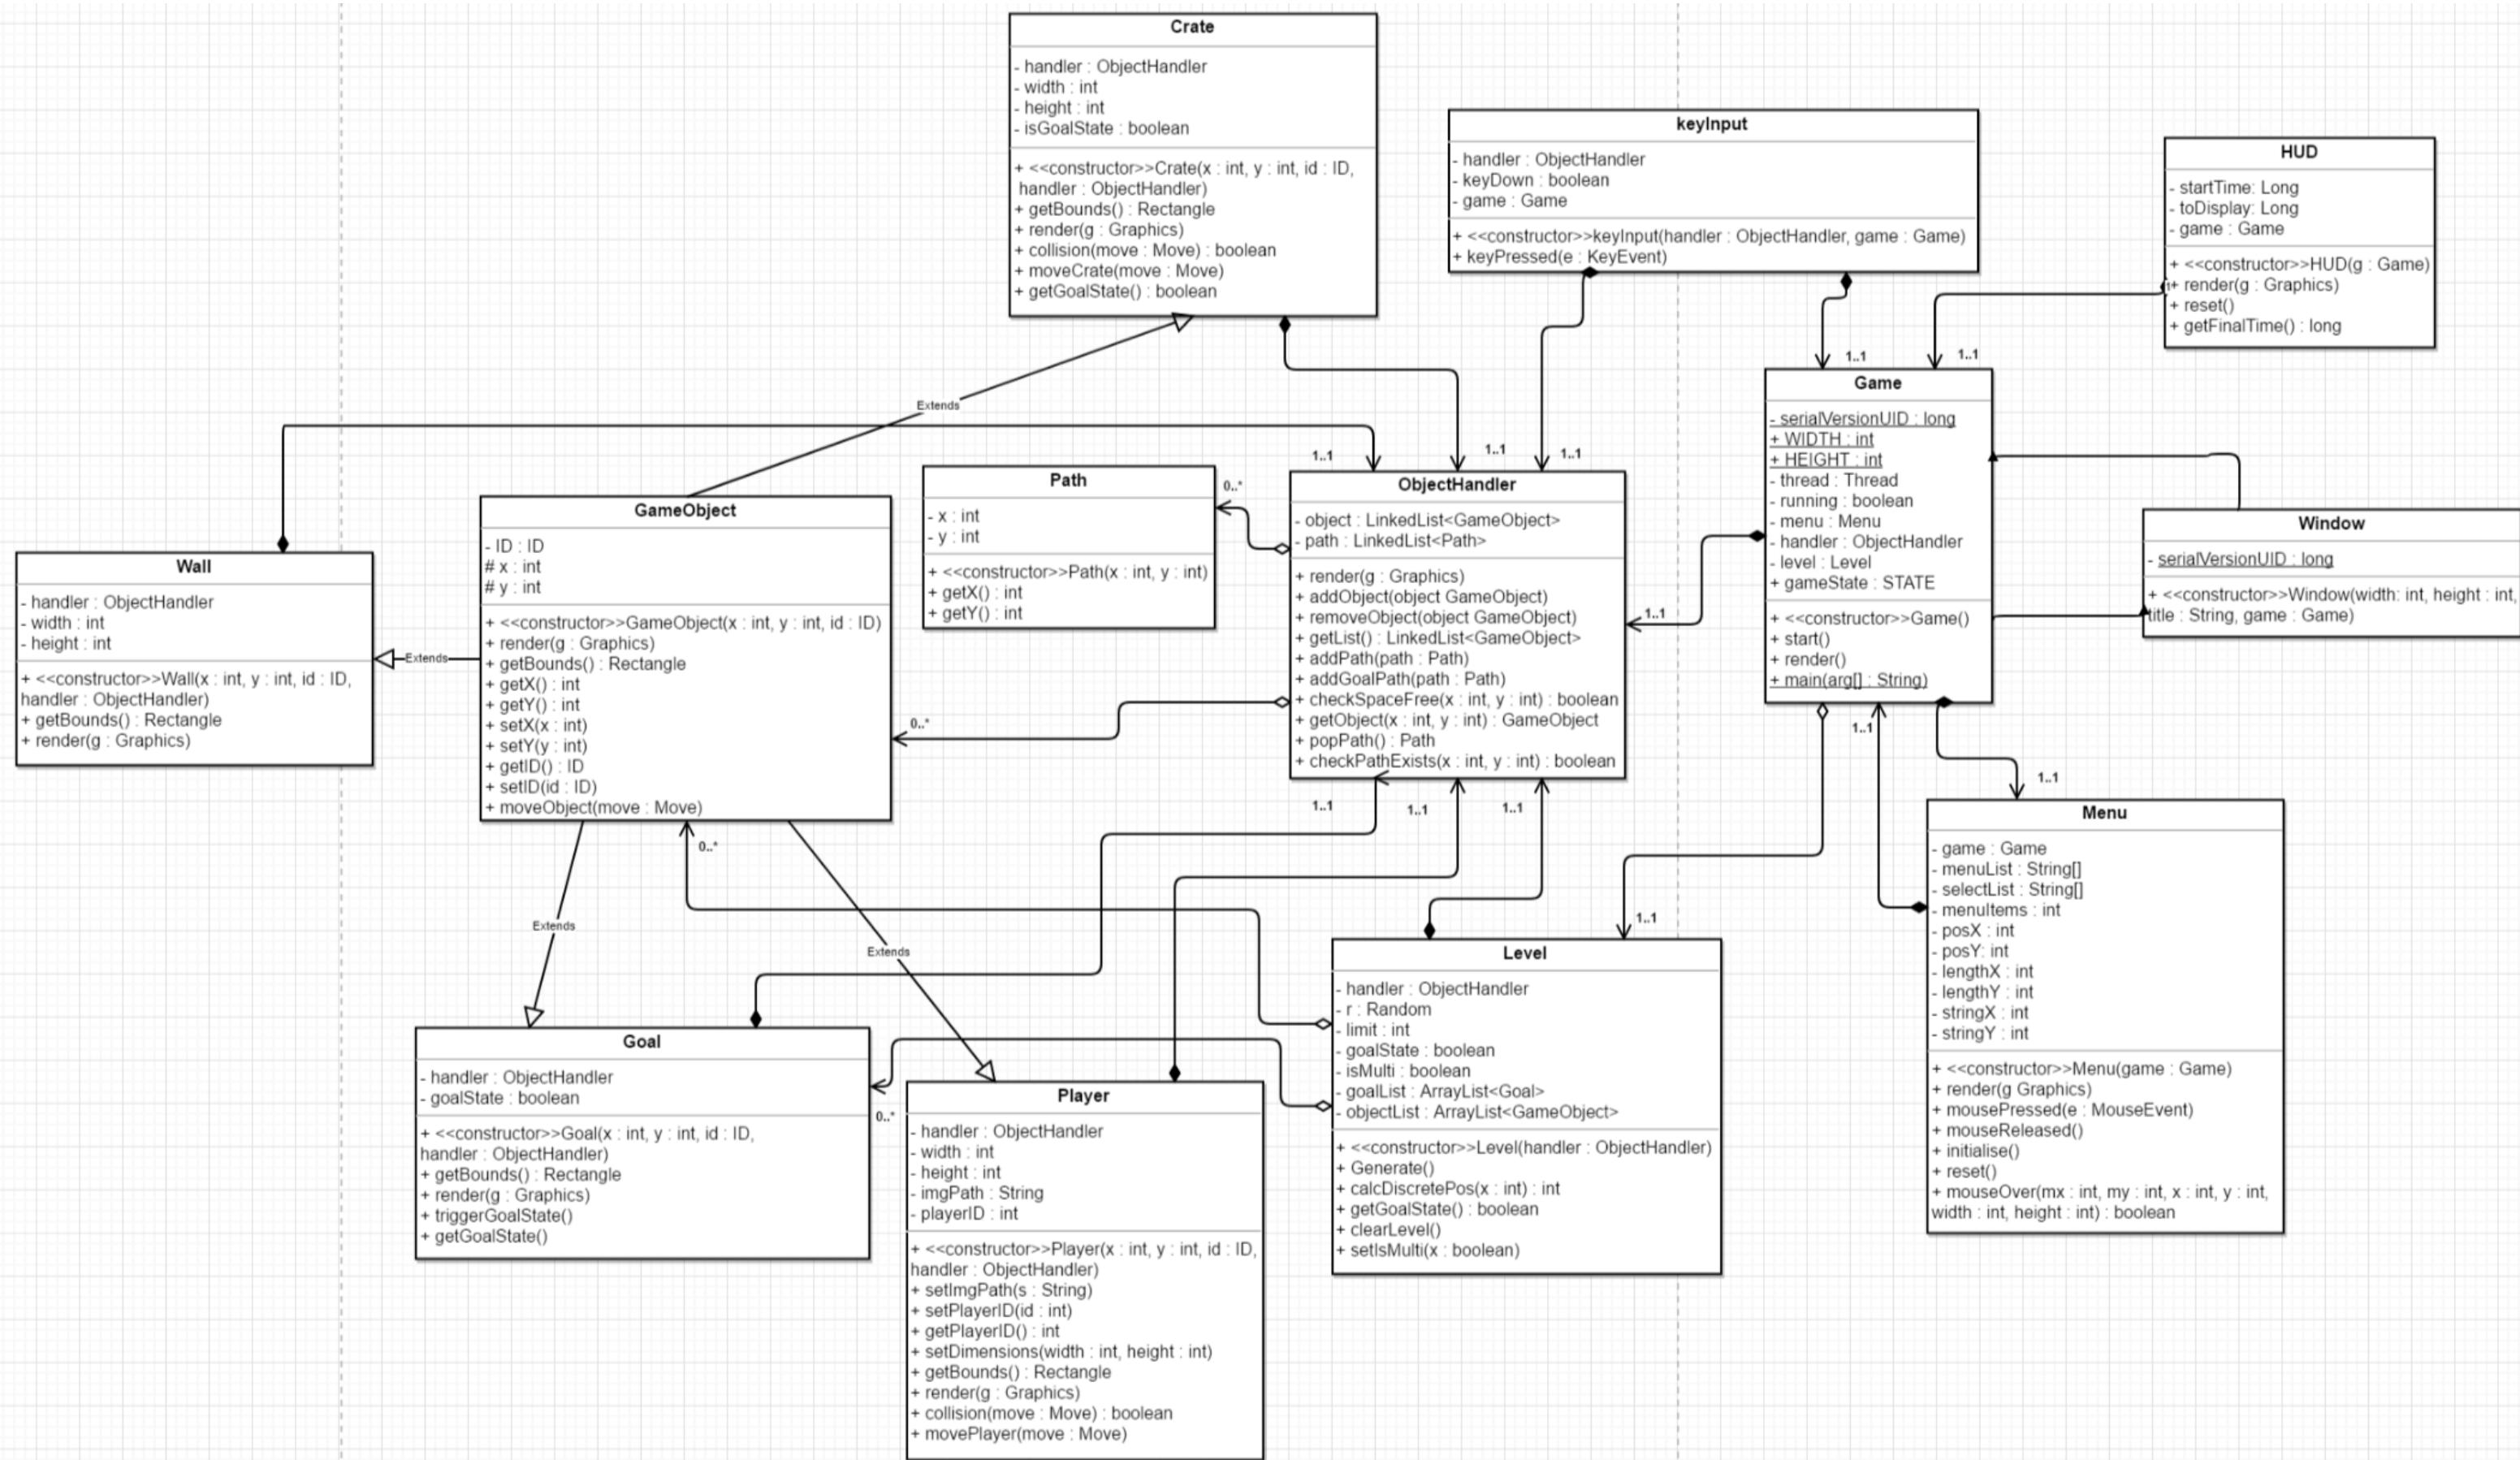 Crate
- handler : ObjectHandler
- width : int
- height : int
- isGoalState : boolean
+ <<constructor>>Crate(x : int, y : int, id : ID,
handler : ObjectHandler)
+ getBounds() : Rectangle
+ render(g : Graphics)
+ collision(move : Move) : boolean
+ moveCrate(move : Move)
+ getGoalState() : boolean
keyInput
- handler : ObjectHandler
- keyDown : boolean
- game : Game
+ <<constructor>>keyInput(handler : ObjectHandler, game : Game)
+ keyPressed(e : KeyEvent)
HUD
- startTime: Long
- toDisplay: Long
- game : Game
+ <<constructor>>HUD(g : Game)
+ render(g : Graphics)
+ reset()
+ getFinalTime() : long
1..1
1..1
Extends
1..1
1..1
1..1
Game
- serialVersionUID : long
+ WIDTH : int
+ HEIGHT : int
- thread : Thread
- running : boolean
- menu : Menu
- handler : ObjectHandler
- level : Level
+ gameState : STATE
+ <<constructor>>Game()
+ start()
+ render()
+ main(arg[] : String)
Window
- serialVersionUID : long
+ <<constructor>>Window(width: int, height : int,
title : String, game : Game)
Path
- x : int
- y : int
+ <<constructor>>Path(x : int, y : int)
+ getX() : int
+ getY() : int
0..*
ObjectHandler
- object : LinkedList<GameObject>
- path : LinkedList<Path>
+ render(g : Graphics)
+ addObject(object GameObject)
+ removeObject(object GameObject)
+ getList() : LinkedList<GameObject>
+ addPath(path : Path)
+ addGoalPath(path : Path)
+ checkSpaceFree(x : int, y : int) : boolean
+ getObject(x : int, y : int) : GameObject
+ popPath() : Path
+ checkPathExists(x : int, y : int) : boolean
1..1
GameObject
- ID : ID
# x : int
# y : int
+ <<constructor>>GameObject(x : int, y : int, id : ID)
+ render(g : Graphics)
+ getBounds() : Rectangle
+ getX() : int
+ getY() : int
+ setX(x : int)
+ setY(y : int)
+ getID() : ID
+ setID(id : ID)
+ moveObject(move : Move)
0..*
Wall
- handler : ObjectHandler
- width : int
- height : int
+ <<constructor>>Wall(x : int, y : int, id : ID,
handler : ObjectHandler)
+ getBounds() : Rectangle
+ render(g : Graphics)
Extends
1..1
1..1
0..*
1..1
1..1
1..1
Extends
Extends
1..1
Menu
- game : Game
- menuList : String[]
- selectList : String[]
- menuItems : int
- posX : int
- posY: int
- lengthX : int
- lengthY : int
- stringX : int
- stringY : int
+ <<constructor>>Menu(game : Game)
+ render(g Graphics)
+ mousePressed(e : MouseEvent)
+ mouseReleased()
+ initialise()
+ reset()
+ mouseOver(mx : int, my : int, x : int, y : int,
width : int, height : int) : boolean
Level
- handler : ObjectHandler
- r : Random
- limit : int
- goalState : boolean
- isMulti : boolean
- goalList : ArrayList<Goal>
- objectList : ArrayList<GameObject>
+ <<constructor>>Level(handler : ObjectHandler)
+ Generate()
+ calcDiscretePos(x : int) : int
+ getGoalState() : boolean
+ clearLevel()
+ setIsMulti(x : boolean)
Goal
- handler : ObjectHandler
- goalState : boolean
+ <<constructor>>Goal(x : int, y : int, id : ID,
handler : ObjectHandler)
+ getBounds() : Rectangle
+ render(g : Graphics)
+ triggerGoalState()
+ getGoalState()
0..*
Player
- handler : ObjectHandler
- width : int
- height : int
- imgPath : String
- playerID : int
+ <<constructor>>Player(x : int, y : int, id : ID,
handler : ObjectHandler)
+ setImgPath(s : String)
+ setPlayerID(id : int)
+ getPlayerID() : int
+ setDimensions(width : int, height : int)
+ getBounds() : Rectangle
+ render(g : Graphics)
+ collision(move : Move) : boolean
+ movePlayer(move : Move)